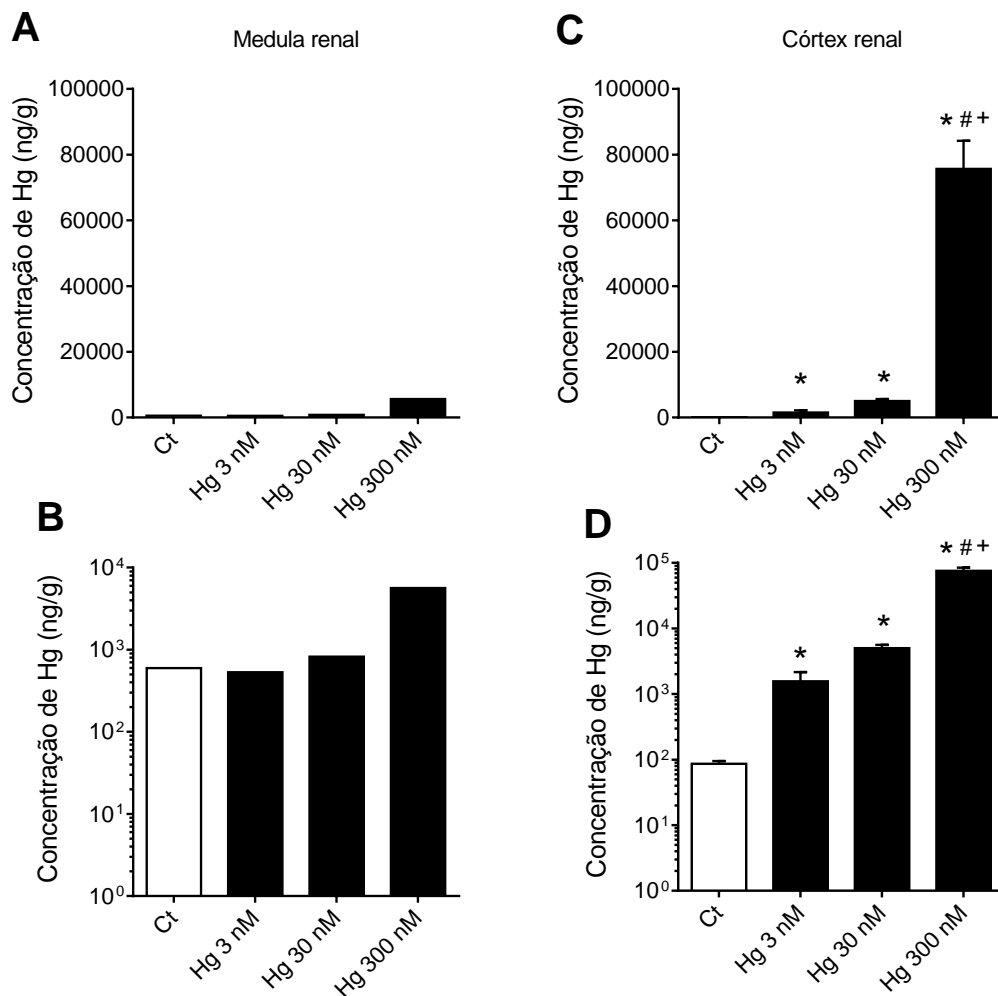 A
Medula renal
Concentração de Hg (ng/g)
100000
80000
60000
40000
20000
0
Ct
Hg 3 nM
Hg 30 nM
Hg 300 nM
C
Córtex renal
Concentração de Hg (ng/g)
100000
80000
60000
40000
20000
0
*
*
* # +
Ct
Hg 3 nM
Hg 30 nM
Hg 300 nM
B
Concentração de Hg (ng/g)
10⁴
10³
10²
10¹
10⁰
Ct
Hg 3 nM
Hg 30 nM
Hg 300 nM
D
Concentração de Hg (ng/g)
10⁵
10⁴
10³
10²
10¹
10⁰
*
*
* # +
Ct
Hg 3 nM
Hg 30 nM
Hg 300 nM